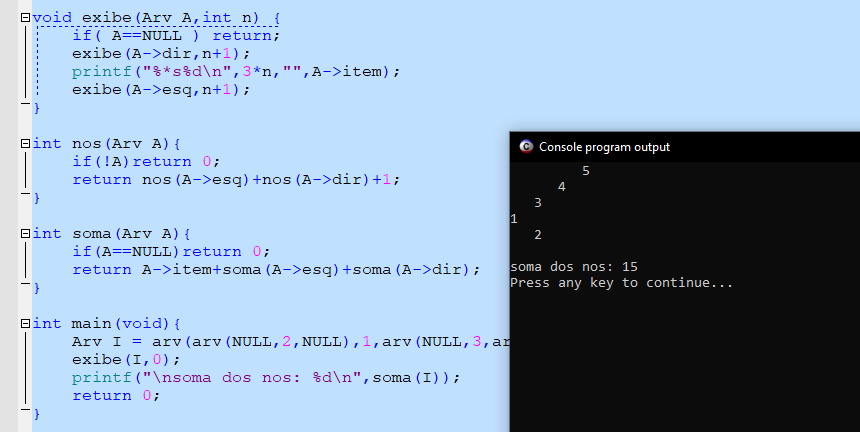 void exibe(Arv A,int n) {
    if( A==NULL ) return;
    exibe(A->dir,n+1);
    printf("%*s%d\n",3*n,"",A->item);
    exibe(A->esq,n+1);
}
int nos(Arv A){
    if(!A)return 0;
    return nos(A->esq)+nos(A->dir)+1;
}
int soma(Arv A){
    if(A==NULL)return 0;
    return A->item+soma(A->esq)+soma(A->dir);
}
int main(void){
    Arv I = arv(arv(NULL,2,NULL),1,arv(NULL,3,ar
    exibe(I,0);
    printf("\nsoma dos nos: %d\n",soma(I));
    return 0;
}
Console program output
         5
      4
   3
1
   2
soma dos nos: 15
Press any key to continue...